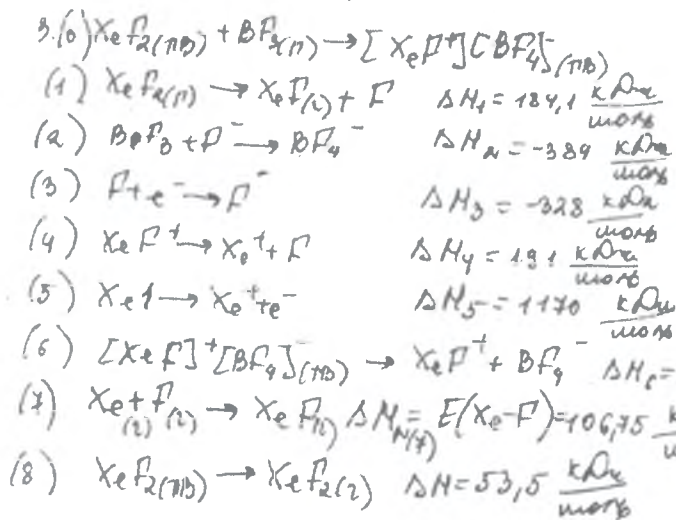 3. (0) XeF₂(тв) + BF₃(г) → [XeF⁺][BF₄]⁻(тв)
(1) XeF₂(г) → XeF(г) + F ΔH₁ = 184,1 кДж/моль
(2) BF₃ + F⁻ → BF₄⁻ ΔH₂ = -384 кДж/моль
(3) F + e⁻ → F⁻ ΔH₃ = -328 кДж/моль
(4) XeF⁺ → Xe⁺ + F ΔH₄ = 191 кДж/моль
(5) Xe → Xe⁺ + e⁻ ΔH₅ = 1170 кДж/моль
(6) [XeF]⁺[BF₄]⁻(тв) → XeF⁺ + BF₄⁻ ΔH₆ =
(7) Xe(г) + F(г) → XeF(г) ΔH(7) = E(Xe-F) = 106,75 к
(8) XeF₂(тв) → XeF₂(г) ΔH = 53,5 кДж/моль